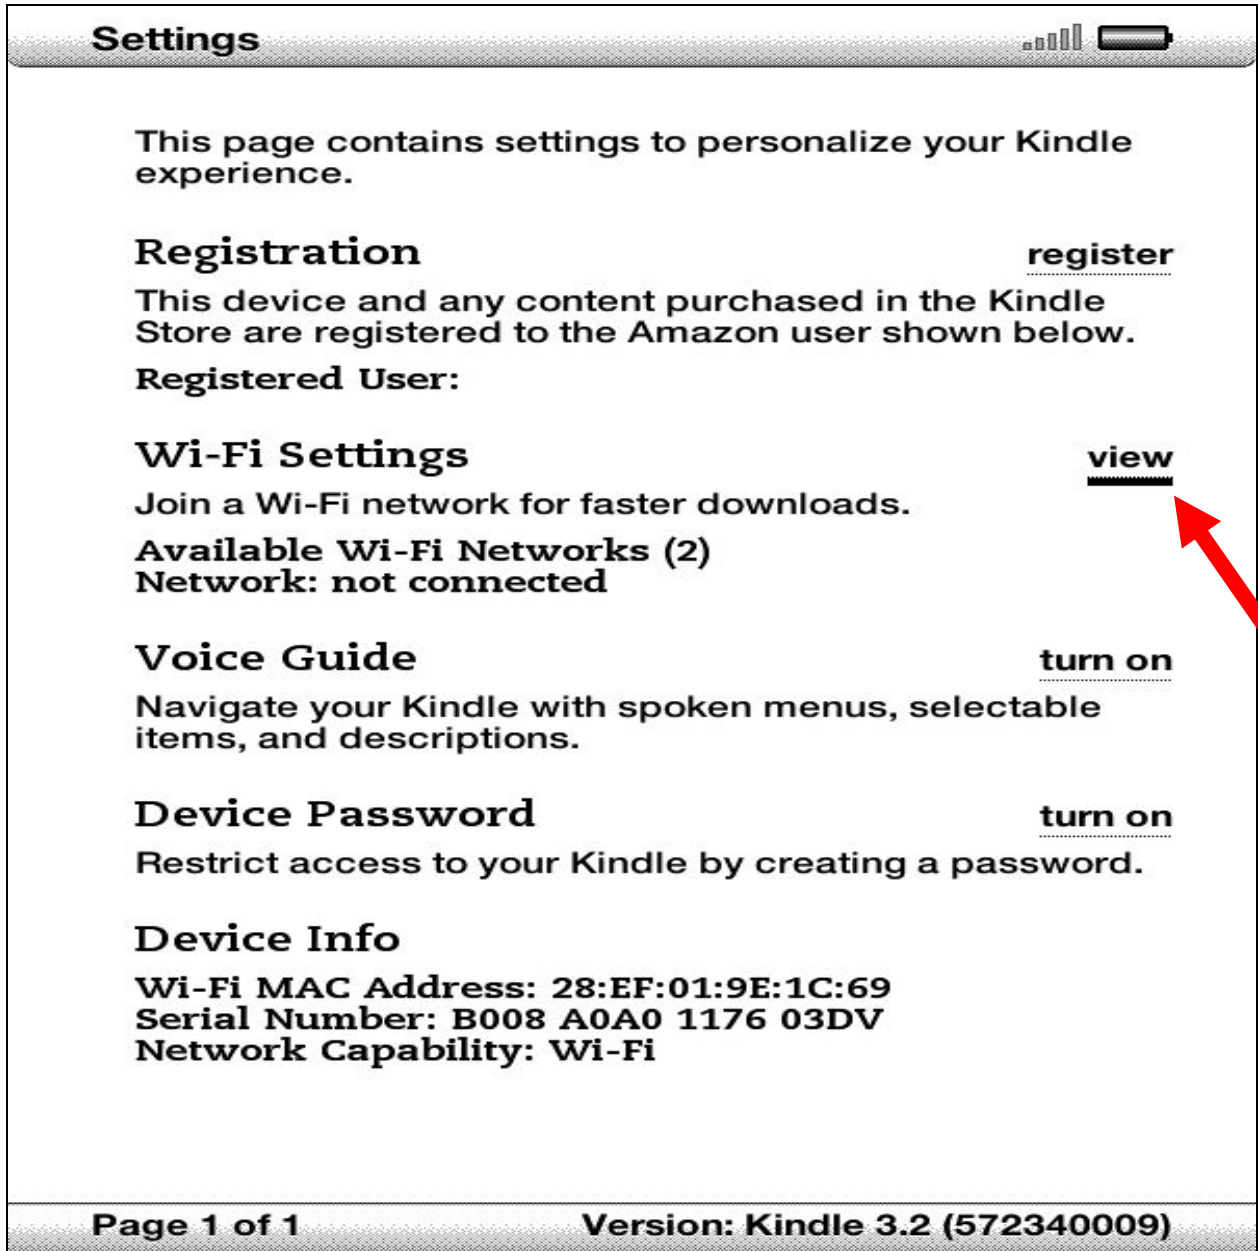 Settings
This page contains settings to personalize your Kindle
experience.
Registration register
This device and any content purchased in the Kindle
Store are registered to the Amazon user shown below.
Registered User:
Wi-Fi Settings view
Join a Wi-Fi network for faster downloads.
Available Wi-Fi Networks (2)
Network: not connected
Voice Guide turn on
Navigate your Kindle with spoken menus, selectable
items, and descriptions.
Device Password turn on
Restrict access to your Kindle by creating a password.
Device Info
Wi-Fi MAC Address: 28:EF:01:9E:1C:69
Serial Number: B008 A0A0 1176 03DV
Network Capability: Wi-Fi
Page 1 of 1 Version: Kindle 3.2 (572340009)